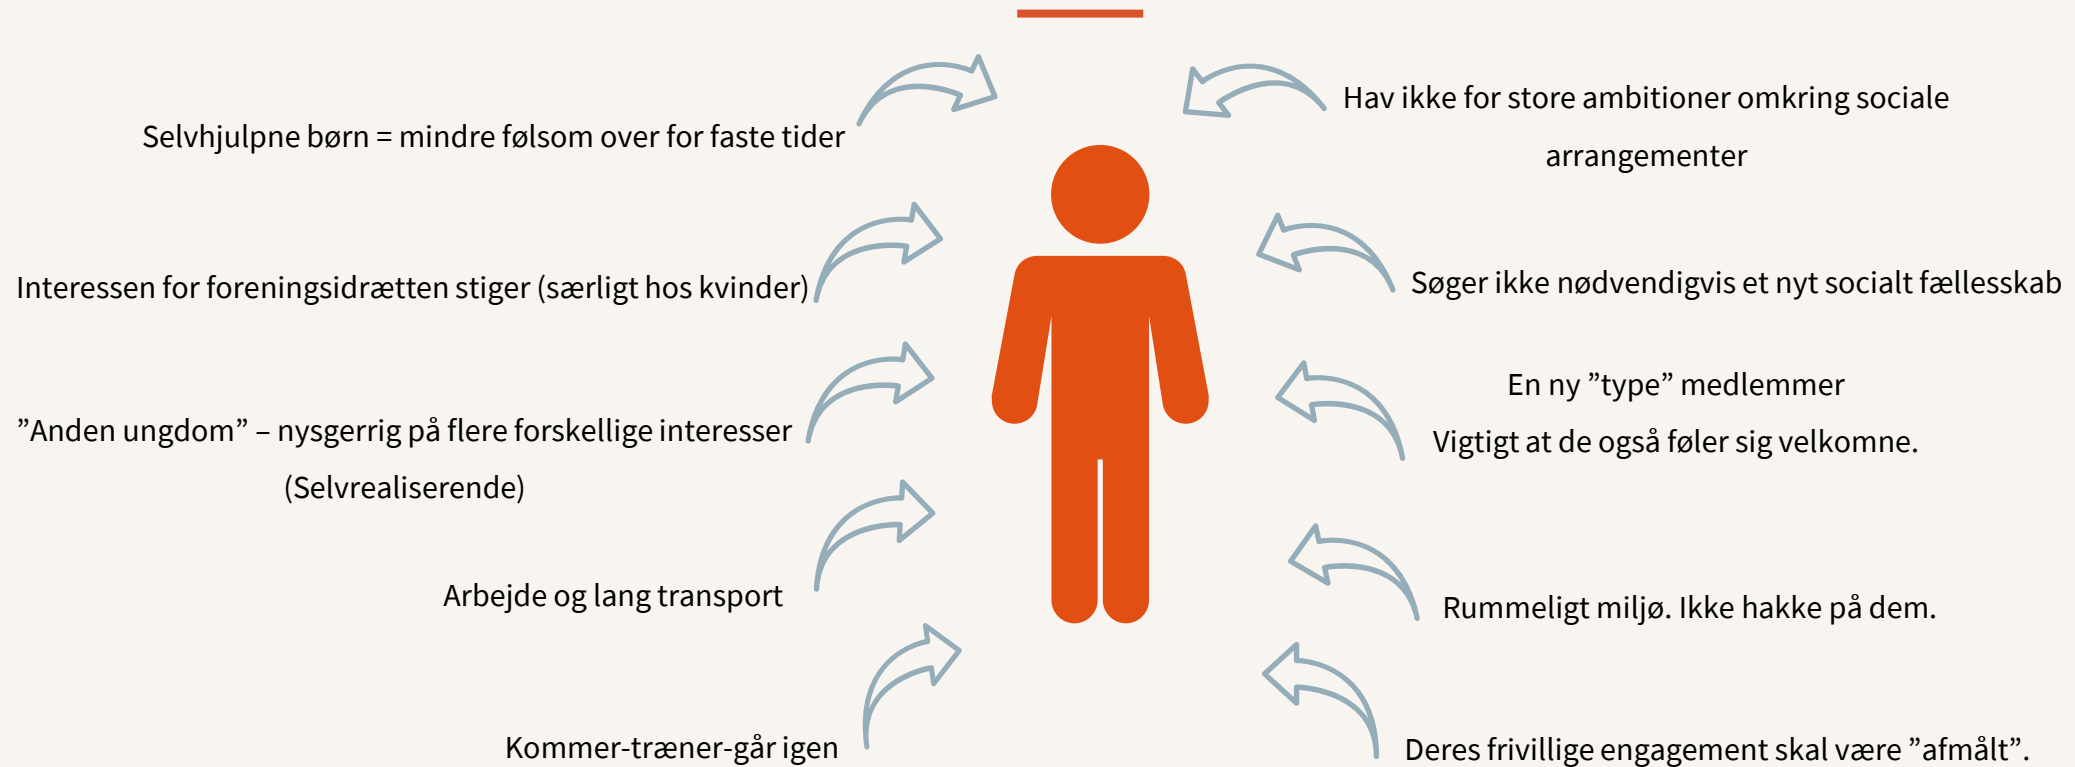 Selvhjulpne børn = mindre følsom over for faste tider
Interessen for foreningsidrætten stiger (særligt hos kvinder)
”Anden ungdom” – nysgerrig på flere forskellige interesser
(Selvrealiserende)
Arbejde og lang transport
Kommer-træner-går igen
Hav ikke for store ambitioner omkring sociale
arrangementer
Søger ikke nødvendigvis et nyt socialt fællesskab
En ny ”type” medlemmer
Vigtigt at de også føler sig velkomne.
Rummeligt miljø. Ikke hakke på dem.
Deres frivillige engagement skal være ”afmålt”.